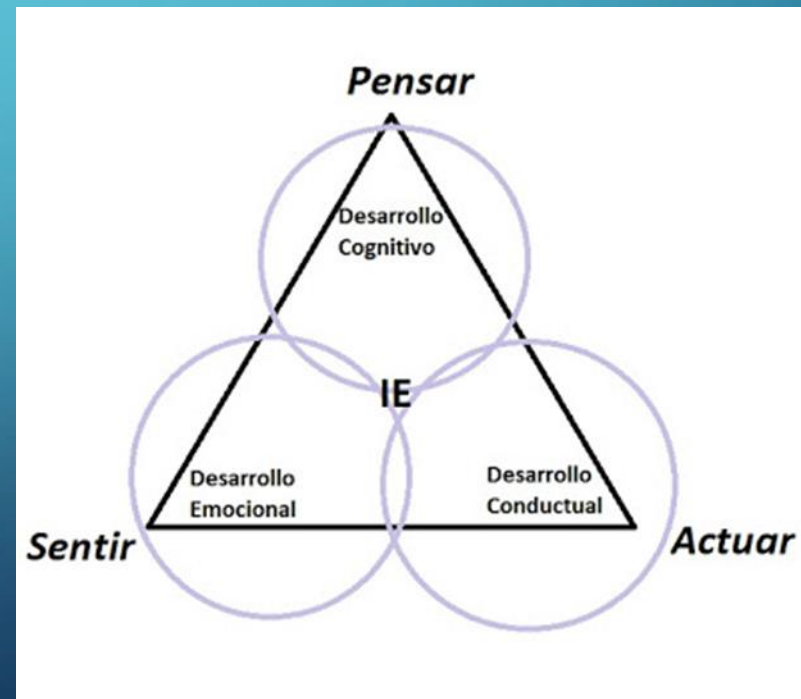 Pensar
Desarrollo
Cognitivo
IE
Desarrollo
Emocional
Desarrollo
Conductual
Sentir
Actuar